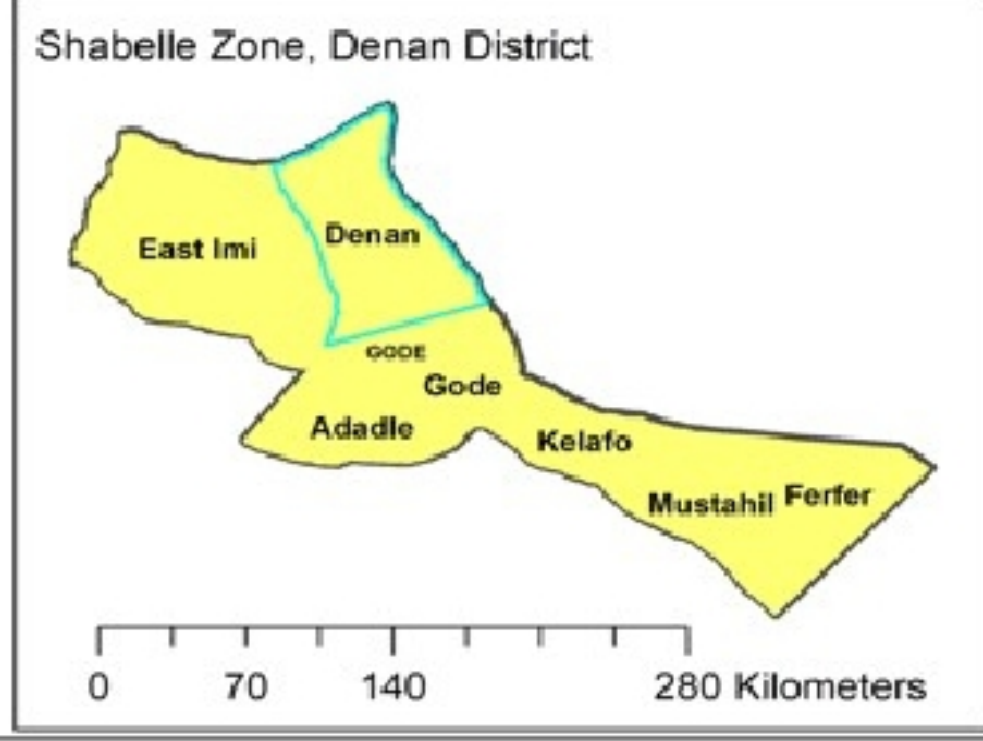 Shabelle Zone, Denan District
East Imi
Denan
GODE
Gode
Adadle
Kelafo
Mustahil
Ferfer
0 70 140 280 Kilometers